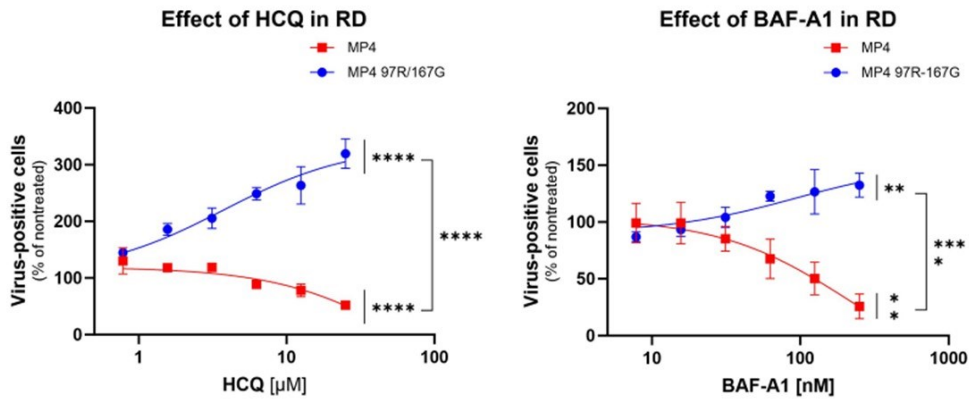 Effect of HCQ in RD
MP4
MP4 97R/167G
400
300
200
100
0
Virus-positive cells
(% of nontreated)
****
****
****
1
10
100
HCQ [µM]
Effect of BAF-A1 in RD
MP4
MP4 97R-167G
200
150
100
50
0
Virus-positive cells
(% of nontreated)
**
***
*
*
*
10
100
1000
BAF-A1 [nM]